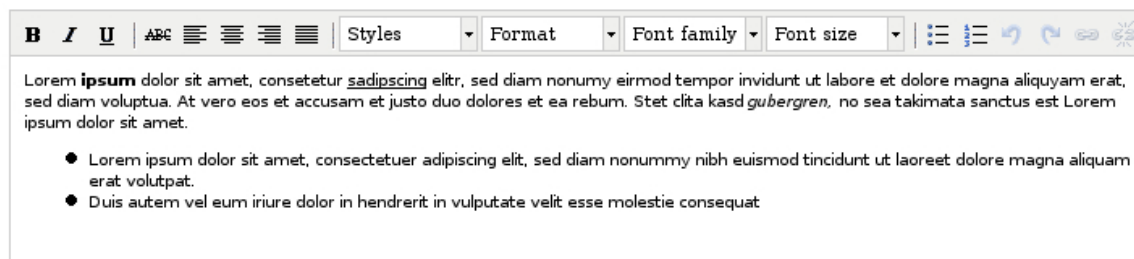 B I U ABC Styles Format Font family Font size
Lorem ipsum dolor sit amet, consetetur sadipscing elitr, sed diam nonumy eirmod tempor invidunt ut labore et dolore magna aliquyam erat,
sed diam voluptua. At vero eos et accusam et justo duo dolores et ea rebum. Stet clita kasd gubergren, no sea takimata sanctus est Lorem
ipsum dolor sit amet.
Lorem ipsum dolor sit amet, consectetuer adipiscing elit, sed diam nonummy nibh euismod tincidunt ut laoreet dolore magna aliquam
erat volutpat.
Duis autem vel eum iriure dolor in hendrerit in vulputate velit esse molestie consequat